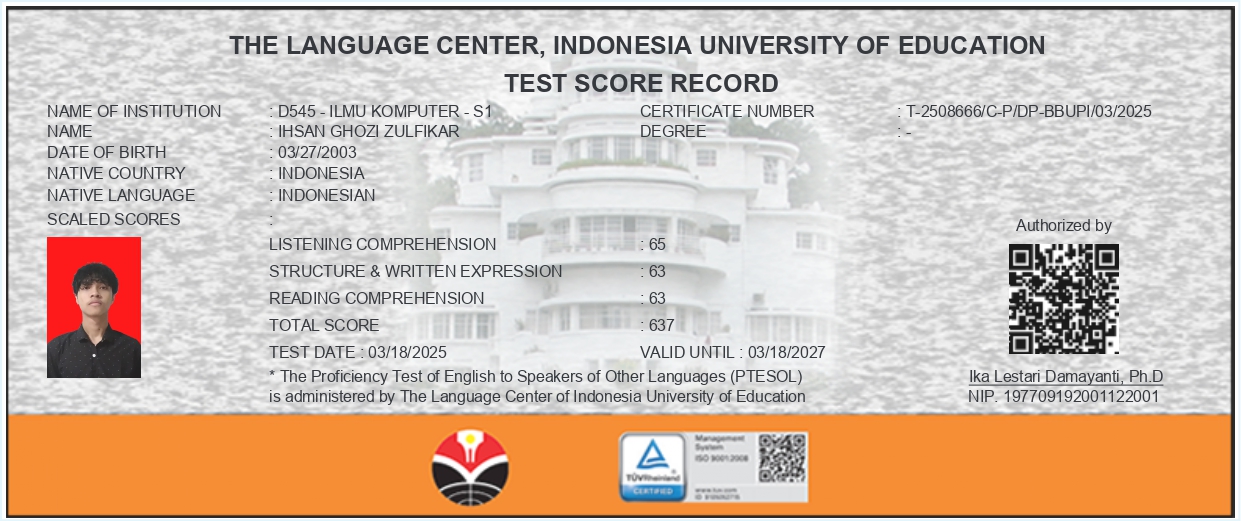 THE LANGUAGE CENTER, INDONESIA UNIVERSITY OF EDUCATION
TEST SCORE RECORD
NAME OF INSTITUTION : D545 - ILMU KOMPUTER - S1 CERTIFICATE NUMBER : T-2508666/C-P/DP-BBUPI/03/2025
NAME : IHSAN GHOZI ZULFIKAR DEGREE : -
DATE OF BIRTH : 03/27/2003
NATIVE COUNTRY : INDONESIA
NATIVE LANGUAGE : INDONESIAN
SCALED SCORES :
Authorized by
LISTENING COMPREHENSION : 65
STRUCTURE & WRITTEN EXPRESSION : 63
READING COMPREHENSION : 63
TOTAL SCORE : 637
TEST DATE : 03/18/2025 VALID UNTIL : 03/18/2027
* The Proficiency Test of English to Speakers of Other Languages (PTESOL)
is administered by The Language Center of Indonesia University of Education
Ika Lestari Damayanti, Ph.D
NIP. 197709192001122001
TÜVRheinland
CERTIFIED
Management
System
ISO 9001:2008
www.tuv.com